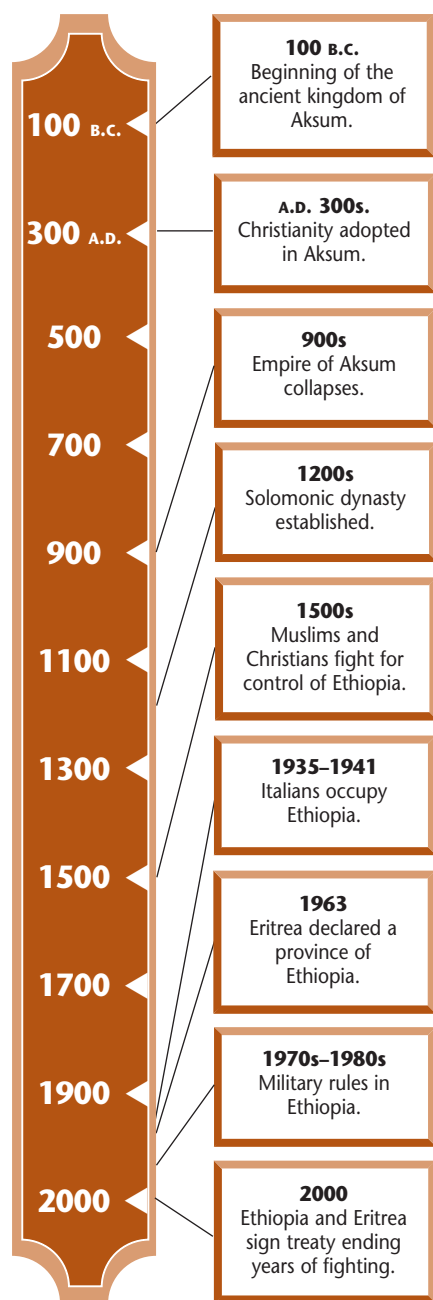 100 B.C.
300 A.D.
500
700
900
1100
1300
1500
1700
1900
2000
100 B.C.
Beginning of the
ancient kingdom of
Aksum.
A.D. 300s.
Christianity adopted
in Aksum.
900s
Empire of Aksum
collapses.
1200s
Solomonic dynasty
established.
1500s
Muslims and
Christians fight for
control of Ethiopia.
1935–1941
Italians occupy
Ethiopia.
1963
Eritrea declared a
province of
Ethiopia.
1970s–1980s
Military rules in
Ethiopia.
2000
Ethiopia and Eritrea
sign treaty ending
years of fighting.